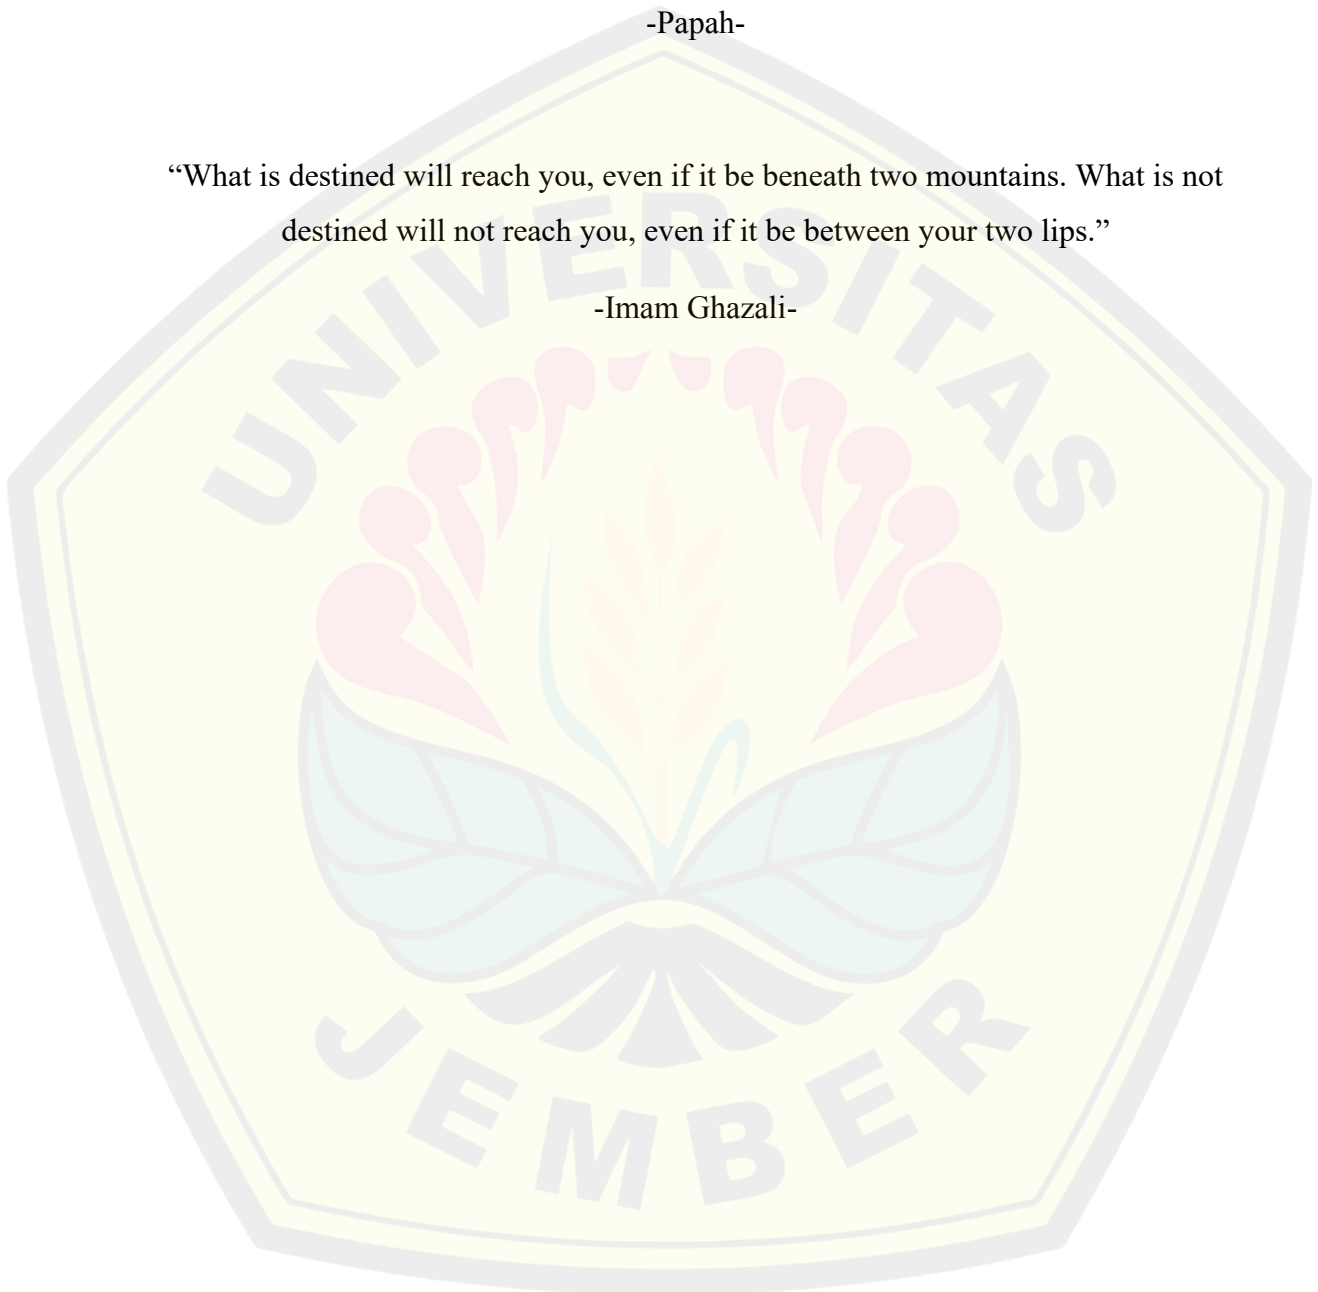 -Papah-
“What is destined will reach you, even if it be beneath two mountains. What is not
destined will not reach you, even if it be between your two lips.”
-Imam Ghazali-
UNIVERSITAS
JEMBER